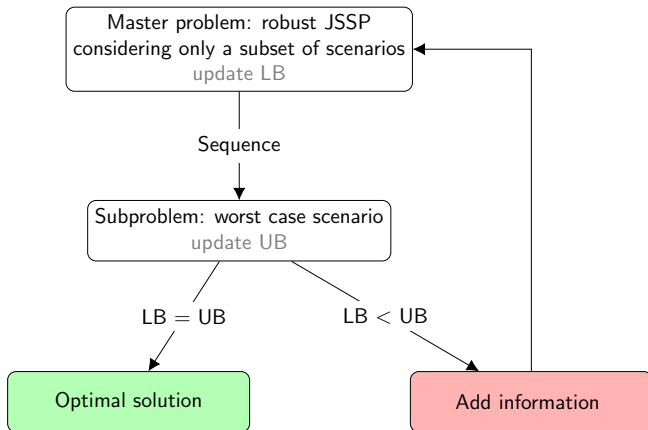 Master problem: robust JSSP
considering only a subset of scenarios
update LB
Sequence
Subproblem: worst case scenario
update UB
LB = UB
LB < UB
Optimal solution
Add information